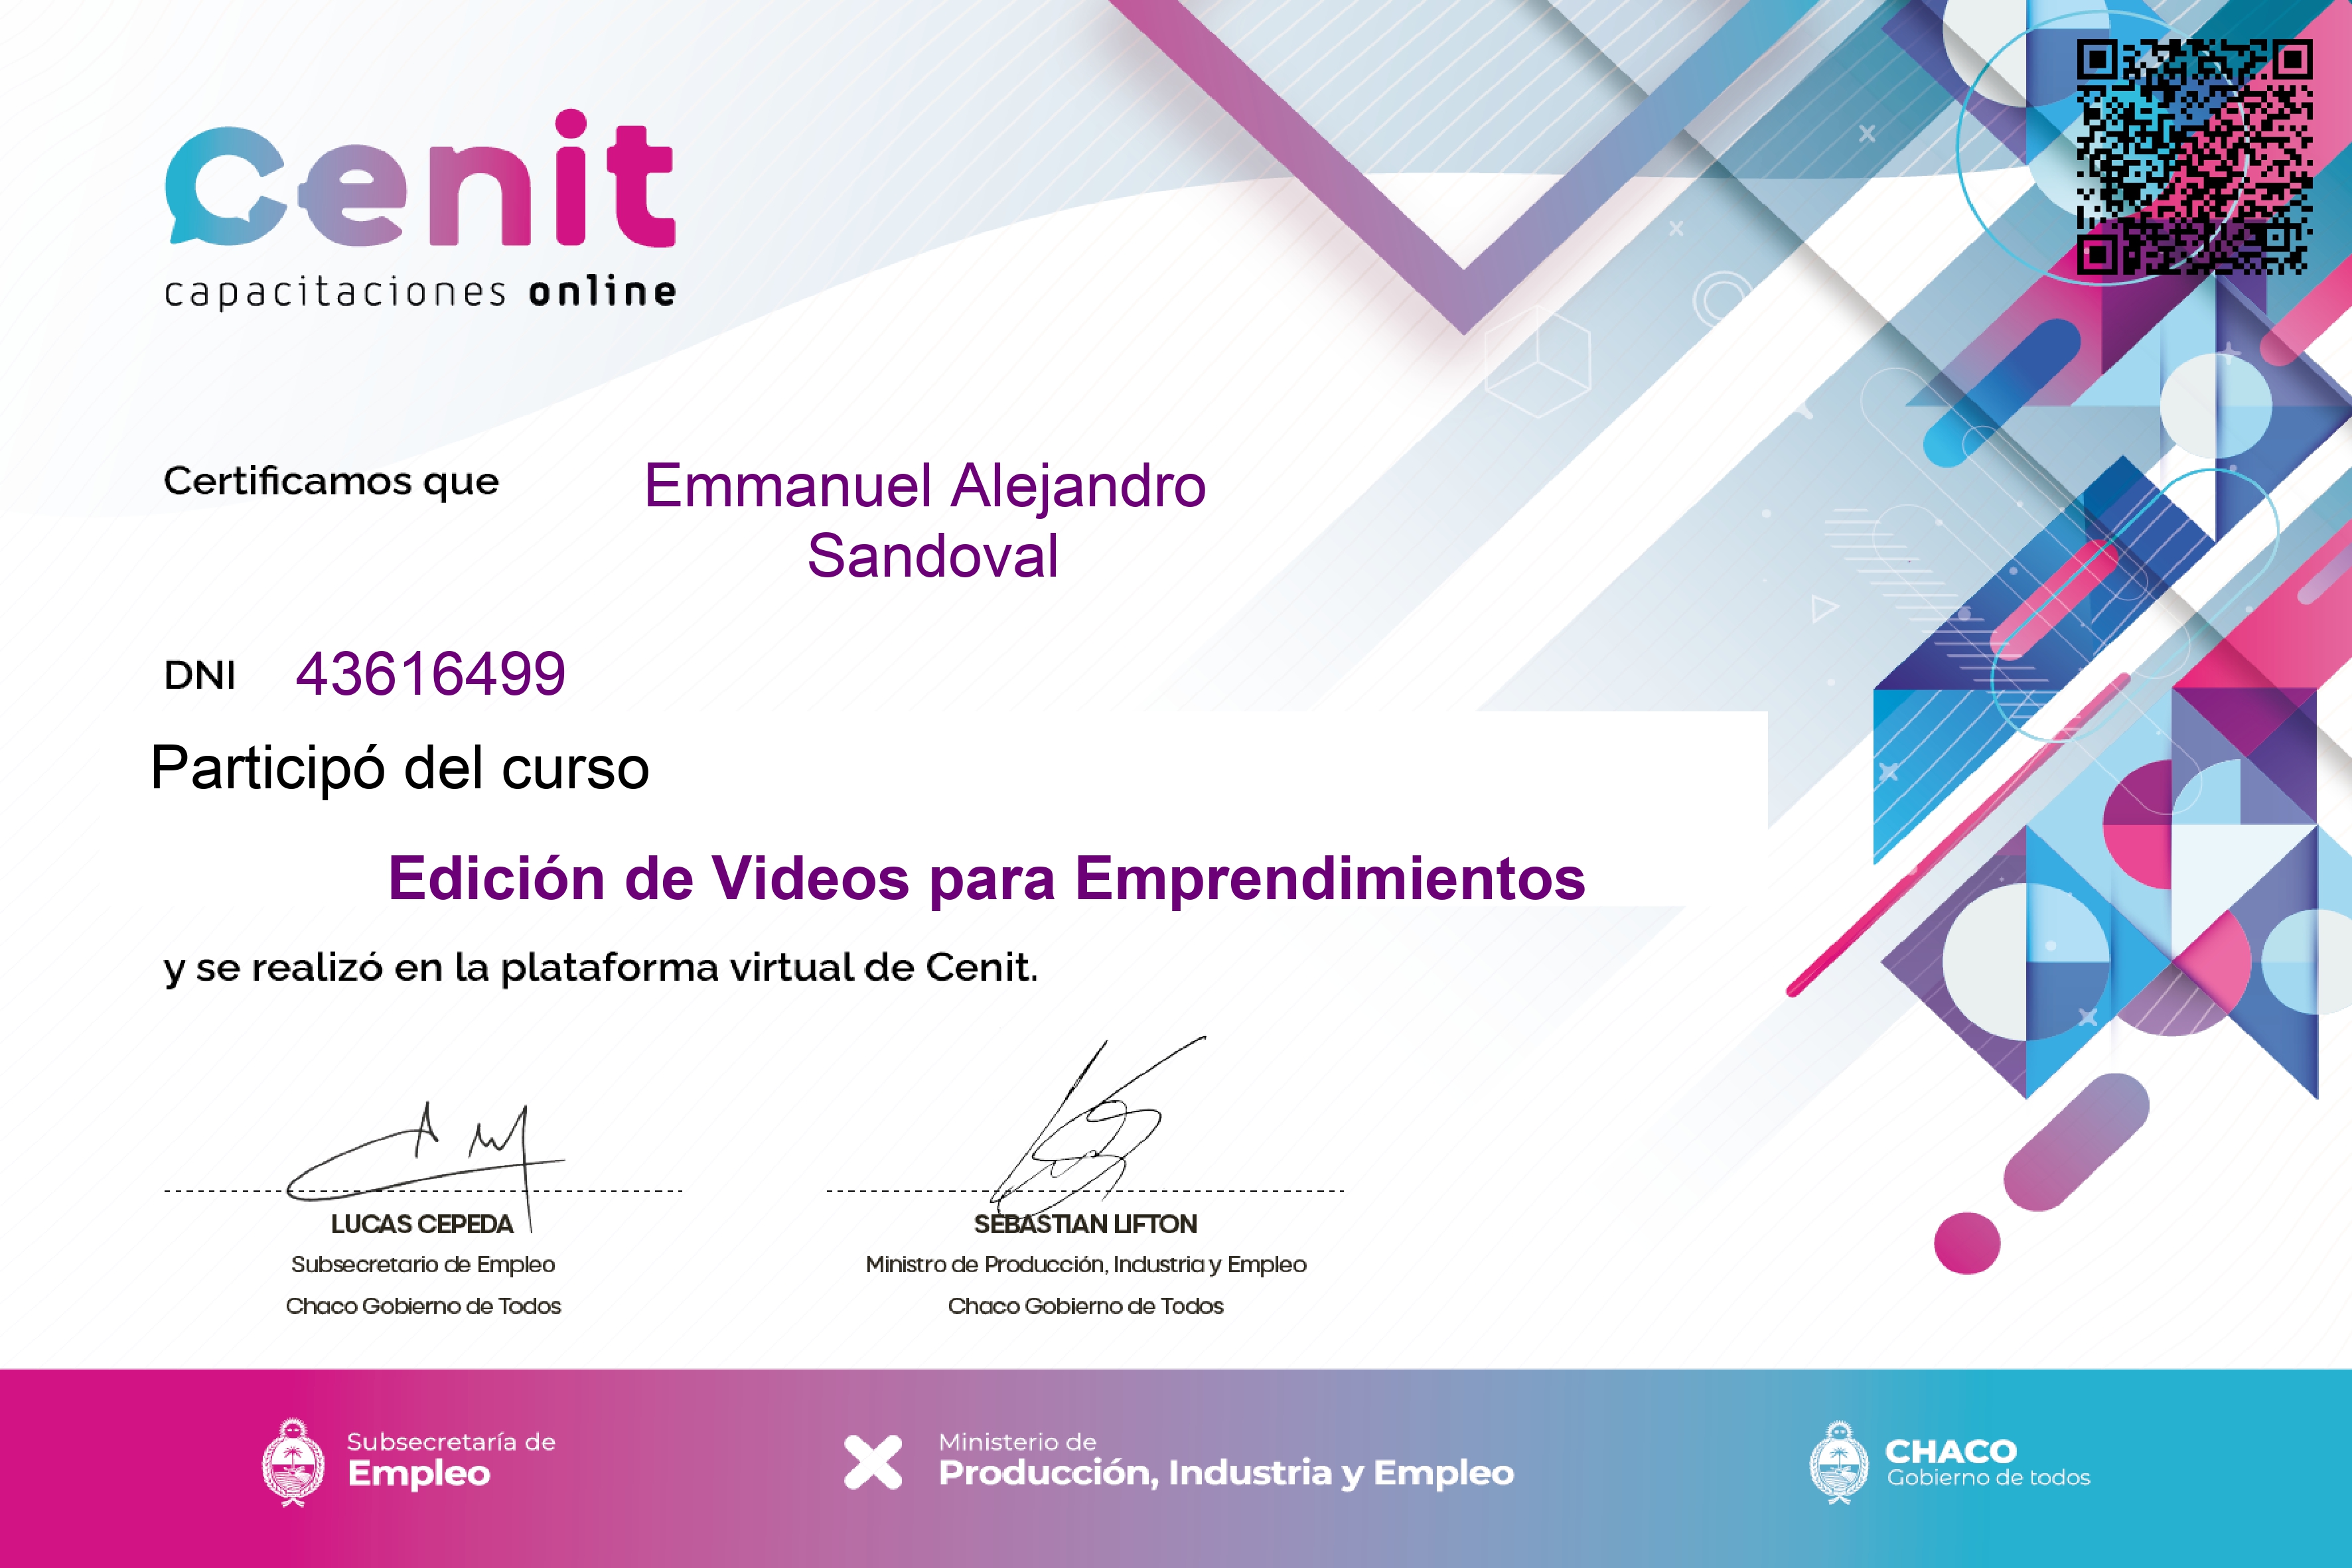 cenit
capacitaciones online
Certificamos que
Emmanuel Alejandro
Sandoval
DNI 43616499
Participó del curso
Edición de Videos para Emprendimientos
y se realizó en la plataforma virtual de Cenit.
LUCAS CEPEDA
Subsecretario de Empleo
Chaco Gobierno de Todos
SEBASTIAN LIFTON
Ministro de Producción, Industria y Empleo
Chaco Gobierno de Todos
Subsecretaría de
Empleo
Ministerio de
Producción, Industria y Empleo
CHACO
Gobierno de todos